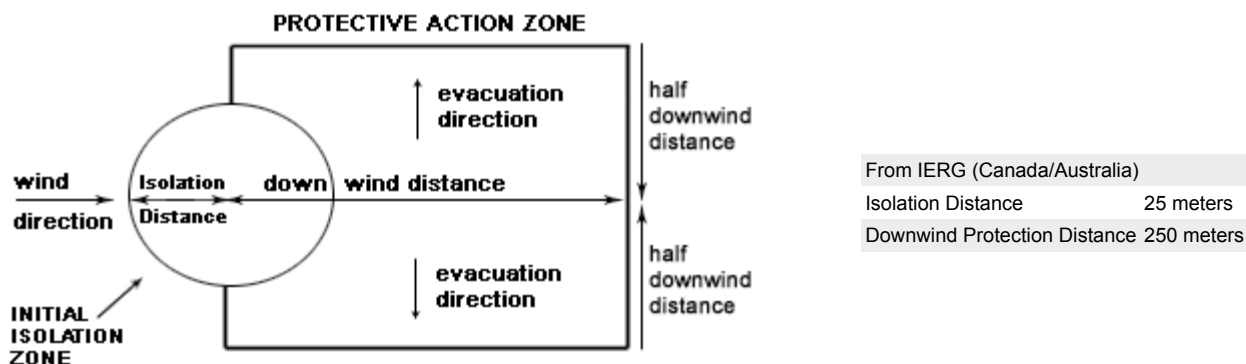 PROTECTIVE ACTION ZONE
evacuation
direction
half
downwind
distance
wind
direction
Isolation
Distance
down wind distance
evacuation
direction
half
downwind
distance
INITIAL
ISOLATION
ZONE
From IERG (Canada/Australia)
Isolation Distance 25 meters
Downwind Protection Distance 250 meters